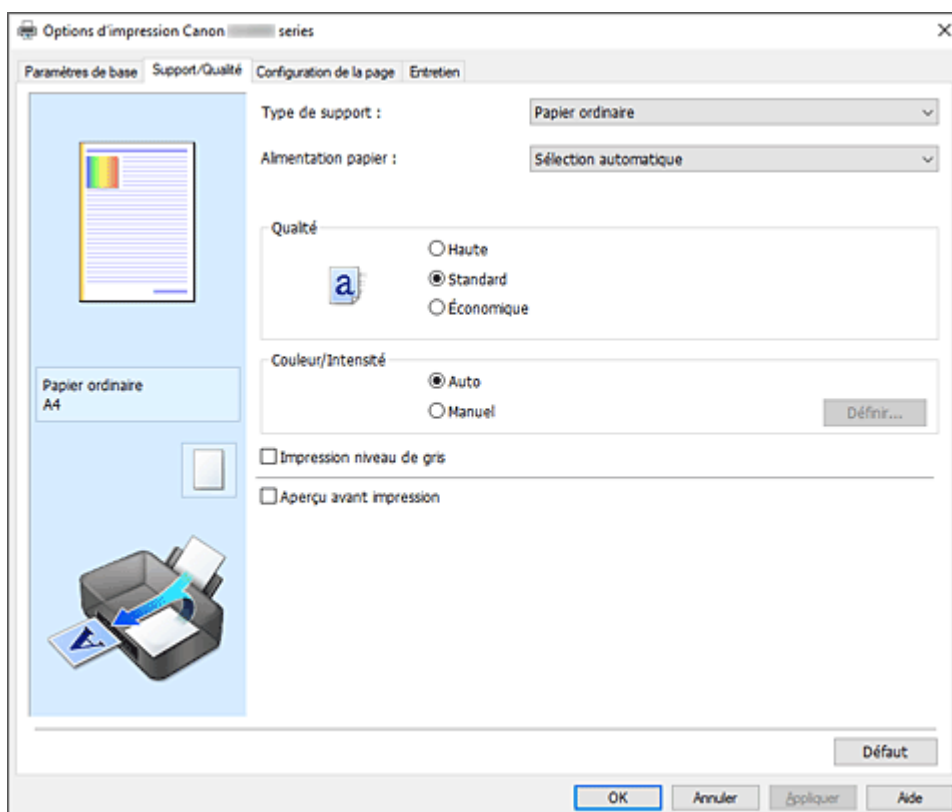 Options d'impression Canon series
Paramètres de base Support/Qualité Configuration de la page Entretien
Type de support : Papier ordinaire
Alimentation papier : Sélection automatique
Qualité
Haute
a Standard
Économique
Couleur/Intensité
Auto
Papier ordinaire
A4
Manuel Définir...
Impression niveau de gris
Aperçu avant impression
A
Défaut
OK Annuler Appliquer Aide